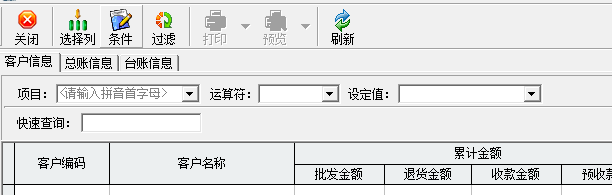 关闭 选择列 条件 过滤 打印 预览 刷新
客户信息 总账信息 台账信息
项目： <请输入拼音首字母> 运算符： 设定值：
快速查询：
客户编码 客户名称 累计金额
批发金额 退货金额 收款金额 预收款